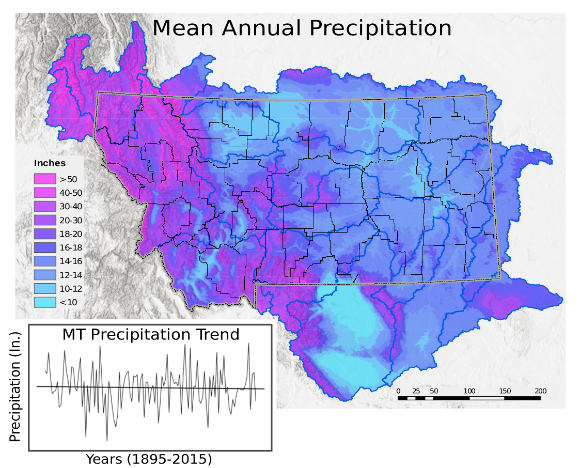 Mean Annual Precipitation
Inches
>50
40-50
30-40
20-30
18-20
16-18
14-16
12-14
10-12
<10
0 25 50 100 150 200
MT Precipitation Trend
Precipitation (In.)
Years (1895-2015)